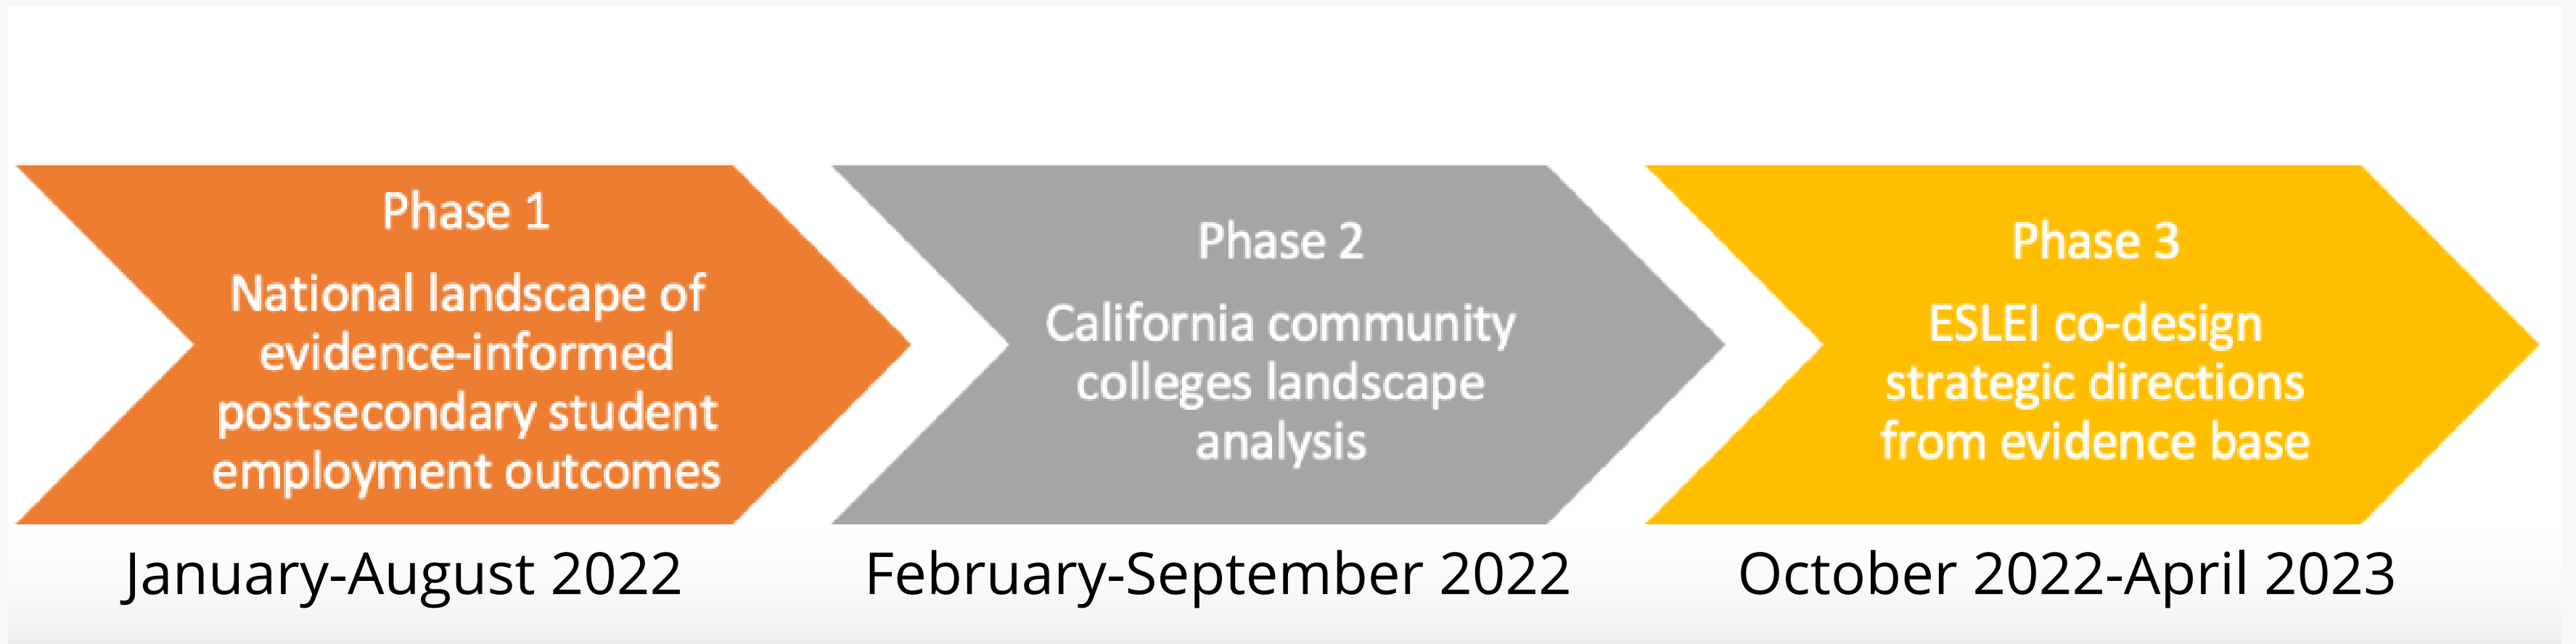 Phase 1
National landscape of
evidence-informed
postsecondary student
employment outcomes
January-August 2022
Phase 2
California community
colleges landscape
analysis
February-September 2022
Phase 3
ESLEI co-design
strategic directions
from evidence base
October 2022-April 2023